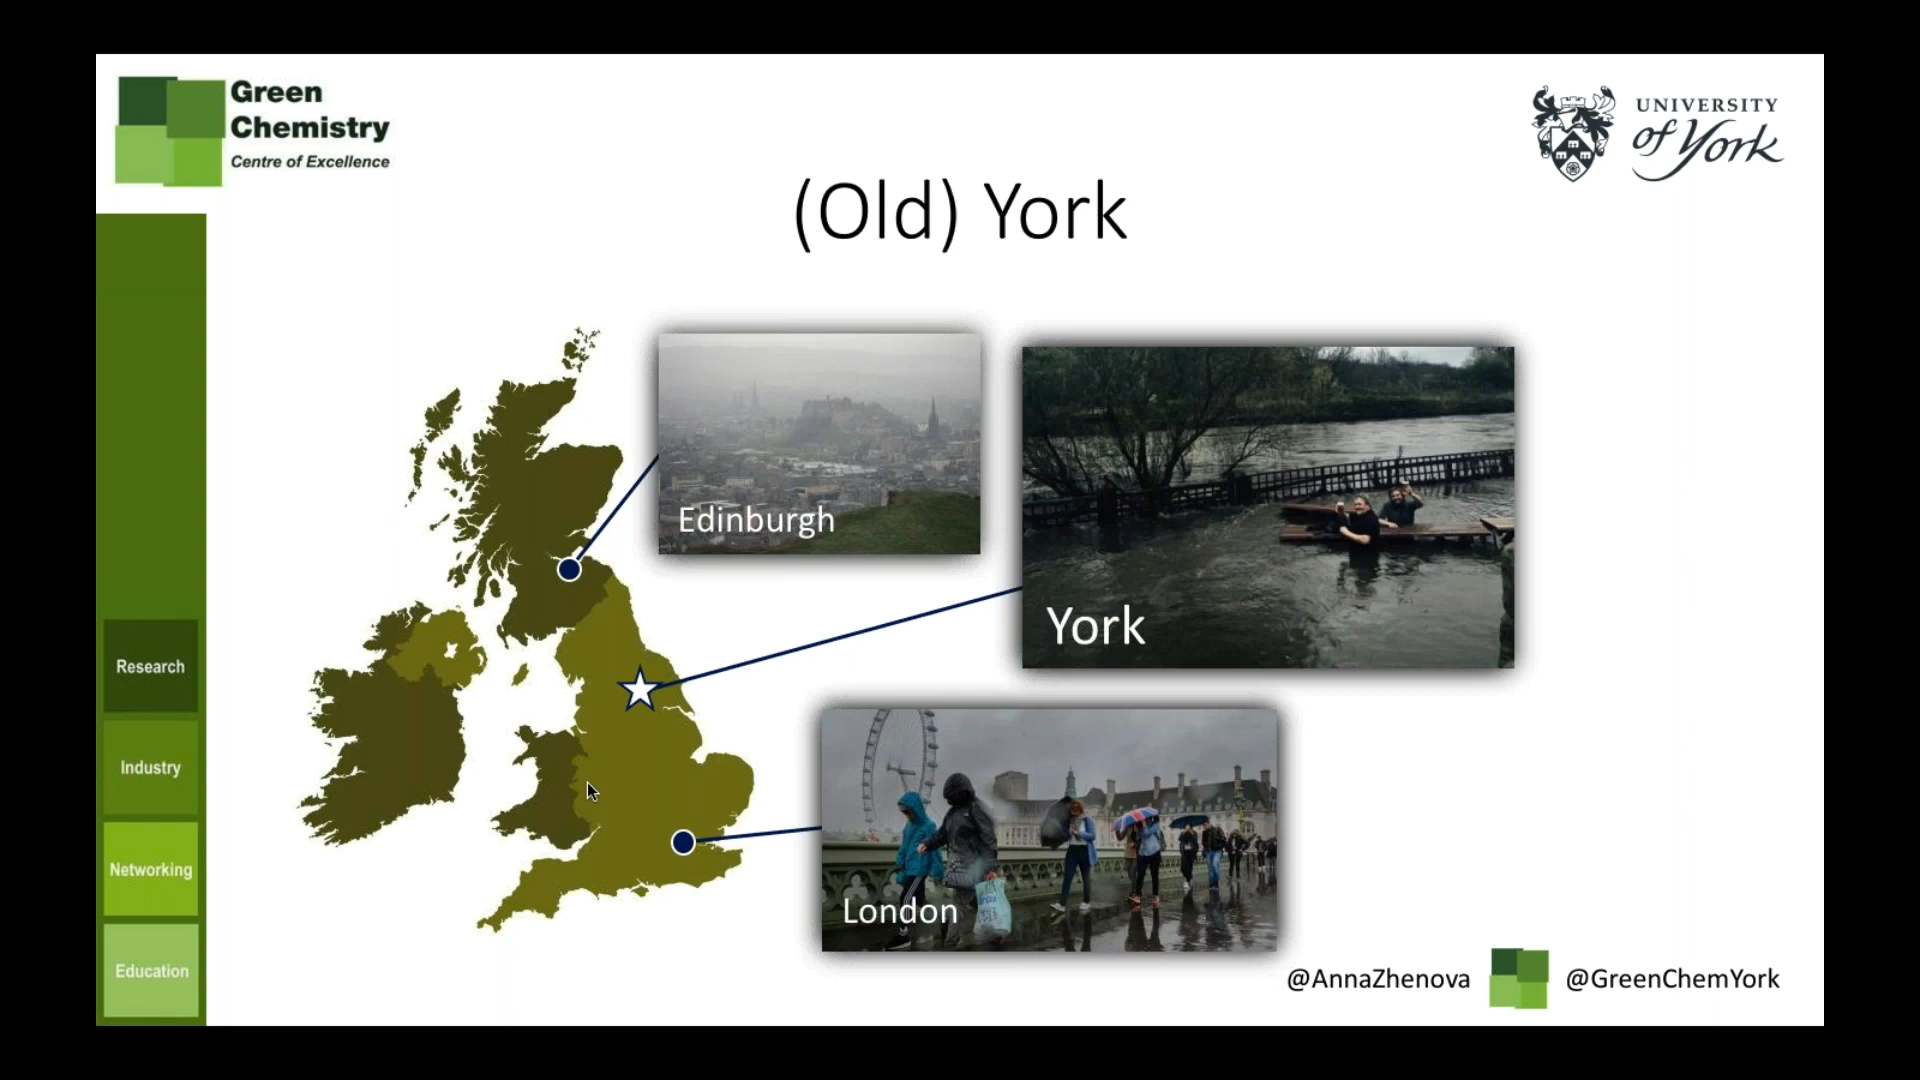 Green
Chemistry
Centre of Excellence
UNIVERSITY
of York
(Old) York
Edinburgh
York
London
Research
Industry
Networking
Education
@AnnaZhenova
@GreenChemYork